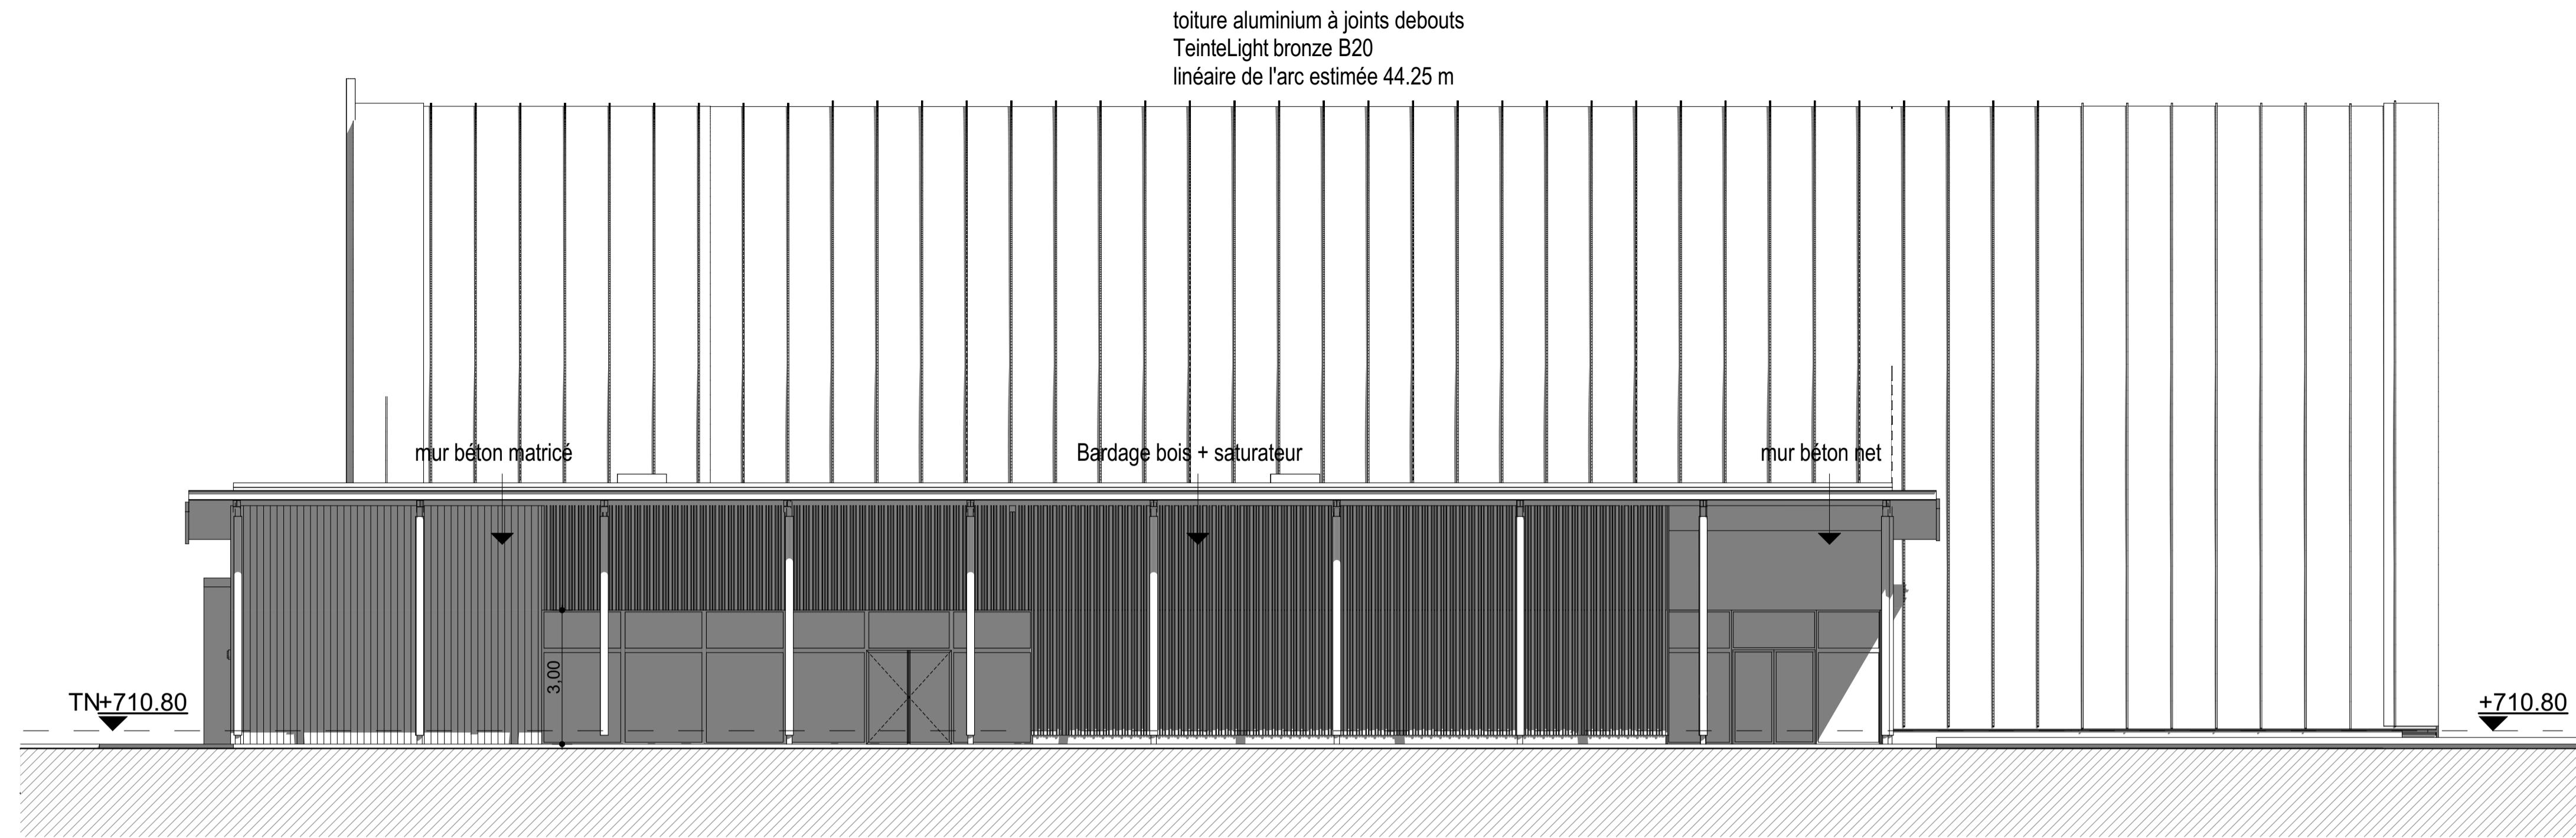 toiture aluminium à joints debouts
TeinteLight bronze B20
linéaire de l'arc estimée 44.25 m
mur béton matricé
Bardage bois + saturateur
mur béton net
3,00
TN+710.80
+710.80